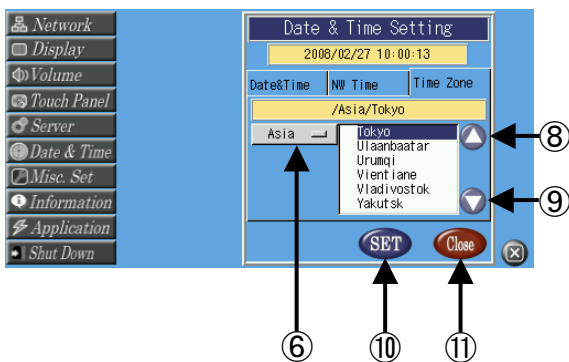 Network
Display
Volume
Touch Panel
Server
Date & Time
Misc. Set
Information
Application
Shut Down
Date & Time Setting
2008/02/27 10:00:13
Date&Time NW Time Time Zone
/Asia/Tokyo
Asia
Tokyo
Ulaanbaatar
Urumqi
Vientiane
Vladivostok
Yakutsk
SET Close
⑧
⑨
⑥ ⑩ ⑪